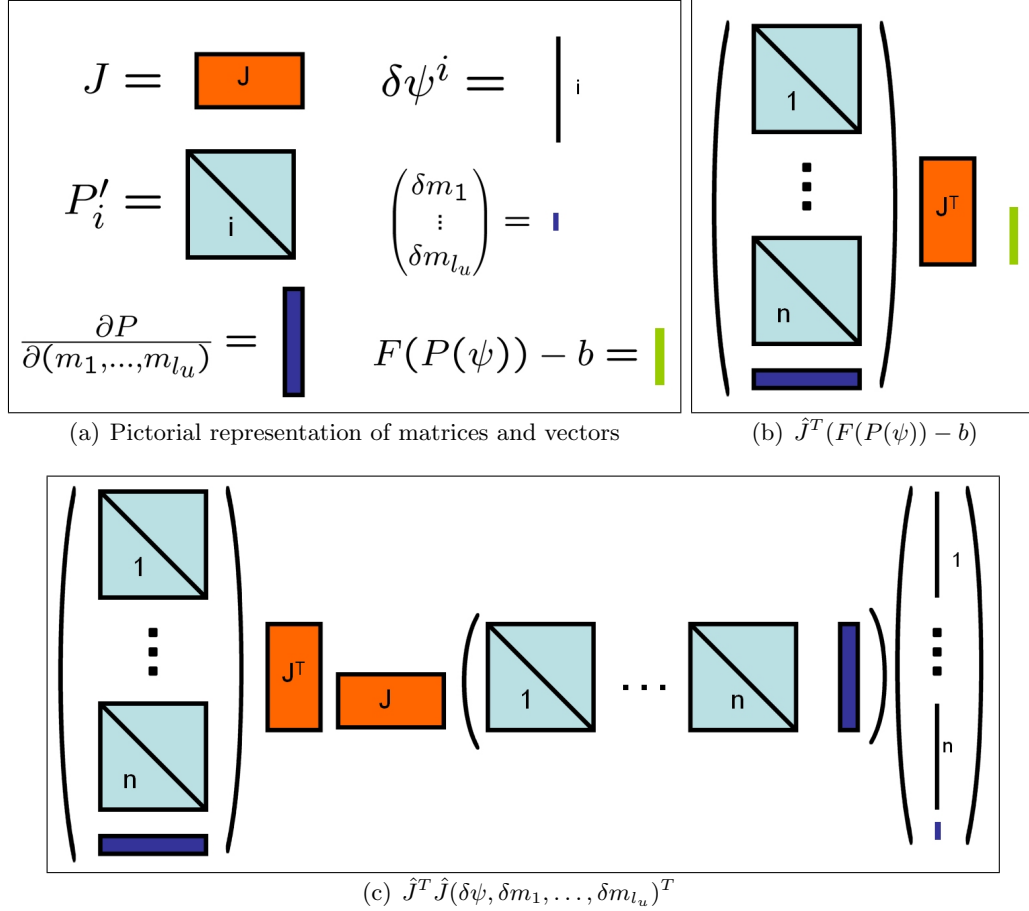 J = J
δψ^i = i
P'_i = i
(δm_1 ⋮ δm_{l_u}) =
∂P / ∂(m_1,...,m_{l_u}) =
F(P(ψ)) − b =
(a) Pictorial representation of matrices and vectors
1
⋮
n
J^T
(b) Ĵ^T(F(P(ψ)) − b)
1
⋮
n
J^T
J
1 ... n
1
⋮
n
(c) Ĵ^T Ĵ(δψ, δm_1, . . . , δm_{l_u})^T